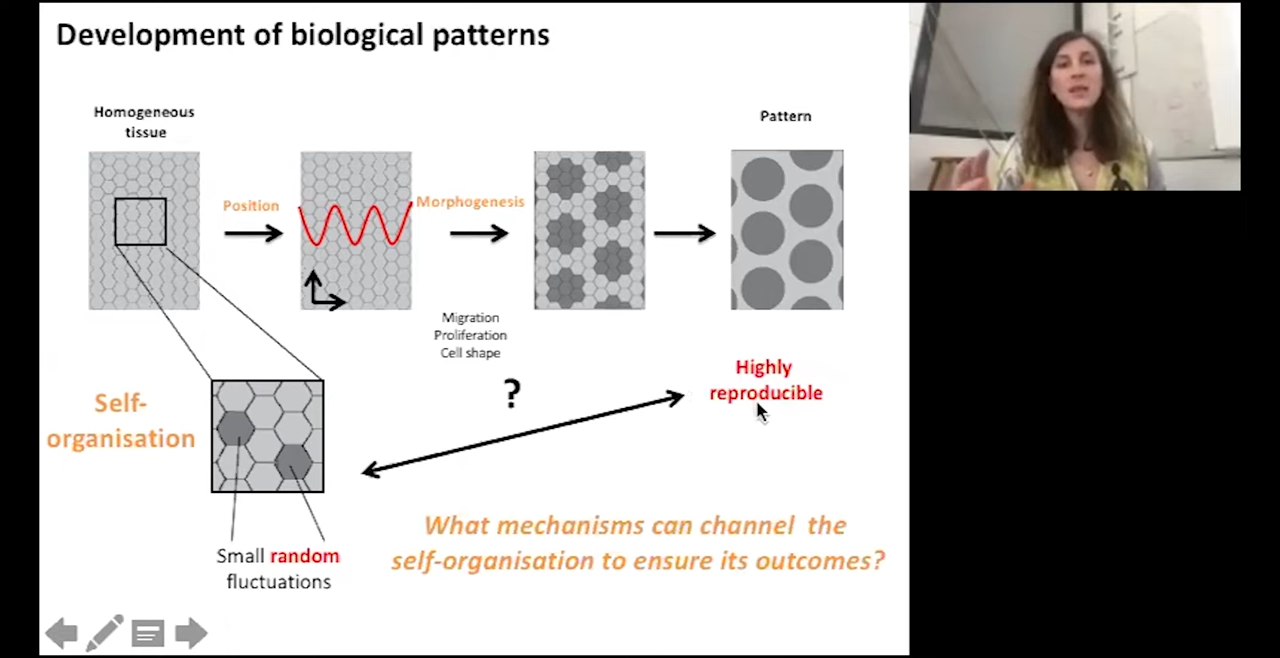 Development of biological patterns
Homogeneous
tissue
Position
Morphogenesis
Pattern
Migration
Proliferation
Cell shape
?
Highly
reproducible
Self-
organisation
Small random
fluctuations
What mechanisms can channel the
self-organisation to ensure its outcomes?